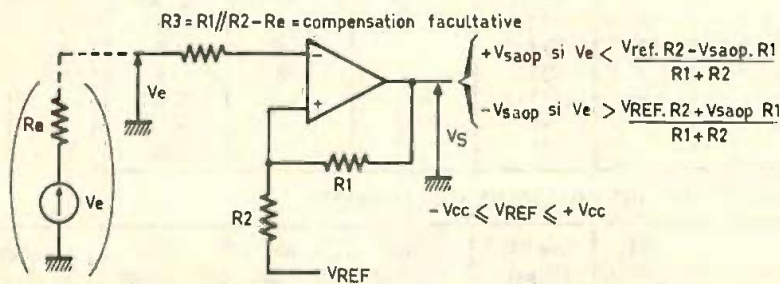 R3 = R1//R2 - Re = compensation facultative
+Vsaop si Ve < Vref. R2 - Vsaop. R1
R1 + R2
-Vsaop si Ve > VREF. R2 + Vsaop R1
R1 + R2
-
+
Ve
Re
Ve
VS
R1
R2
VREF
- Vcc ⩽ VREF ⩽ + Vcc